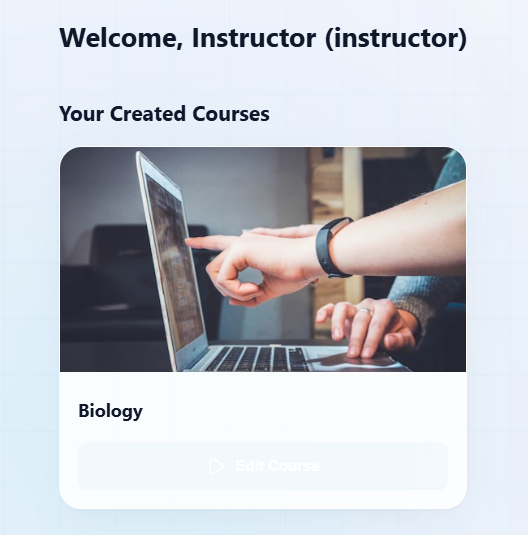 Welcome, Instructor (instructor)
Your Created Courses
Biology
Edit Course